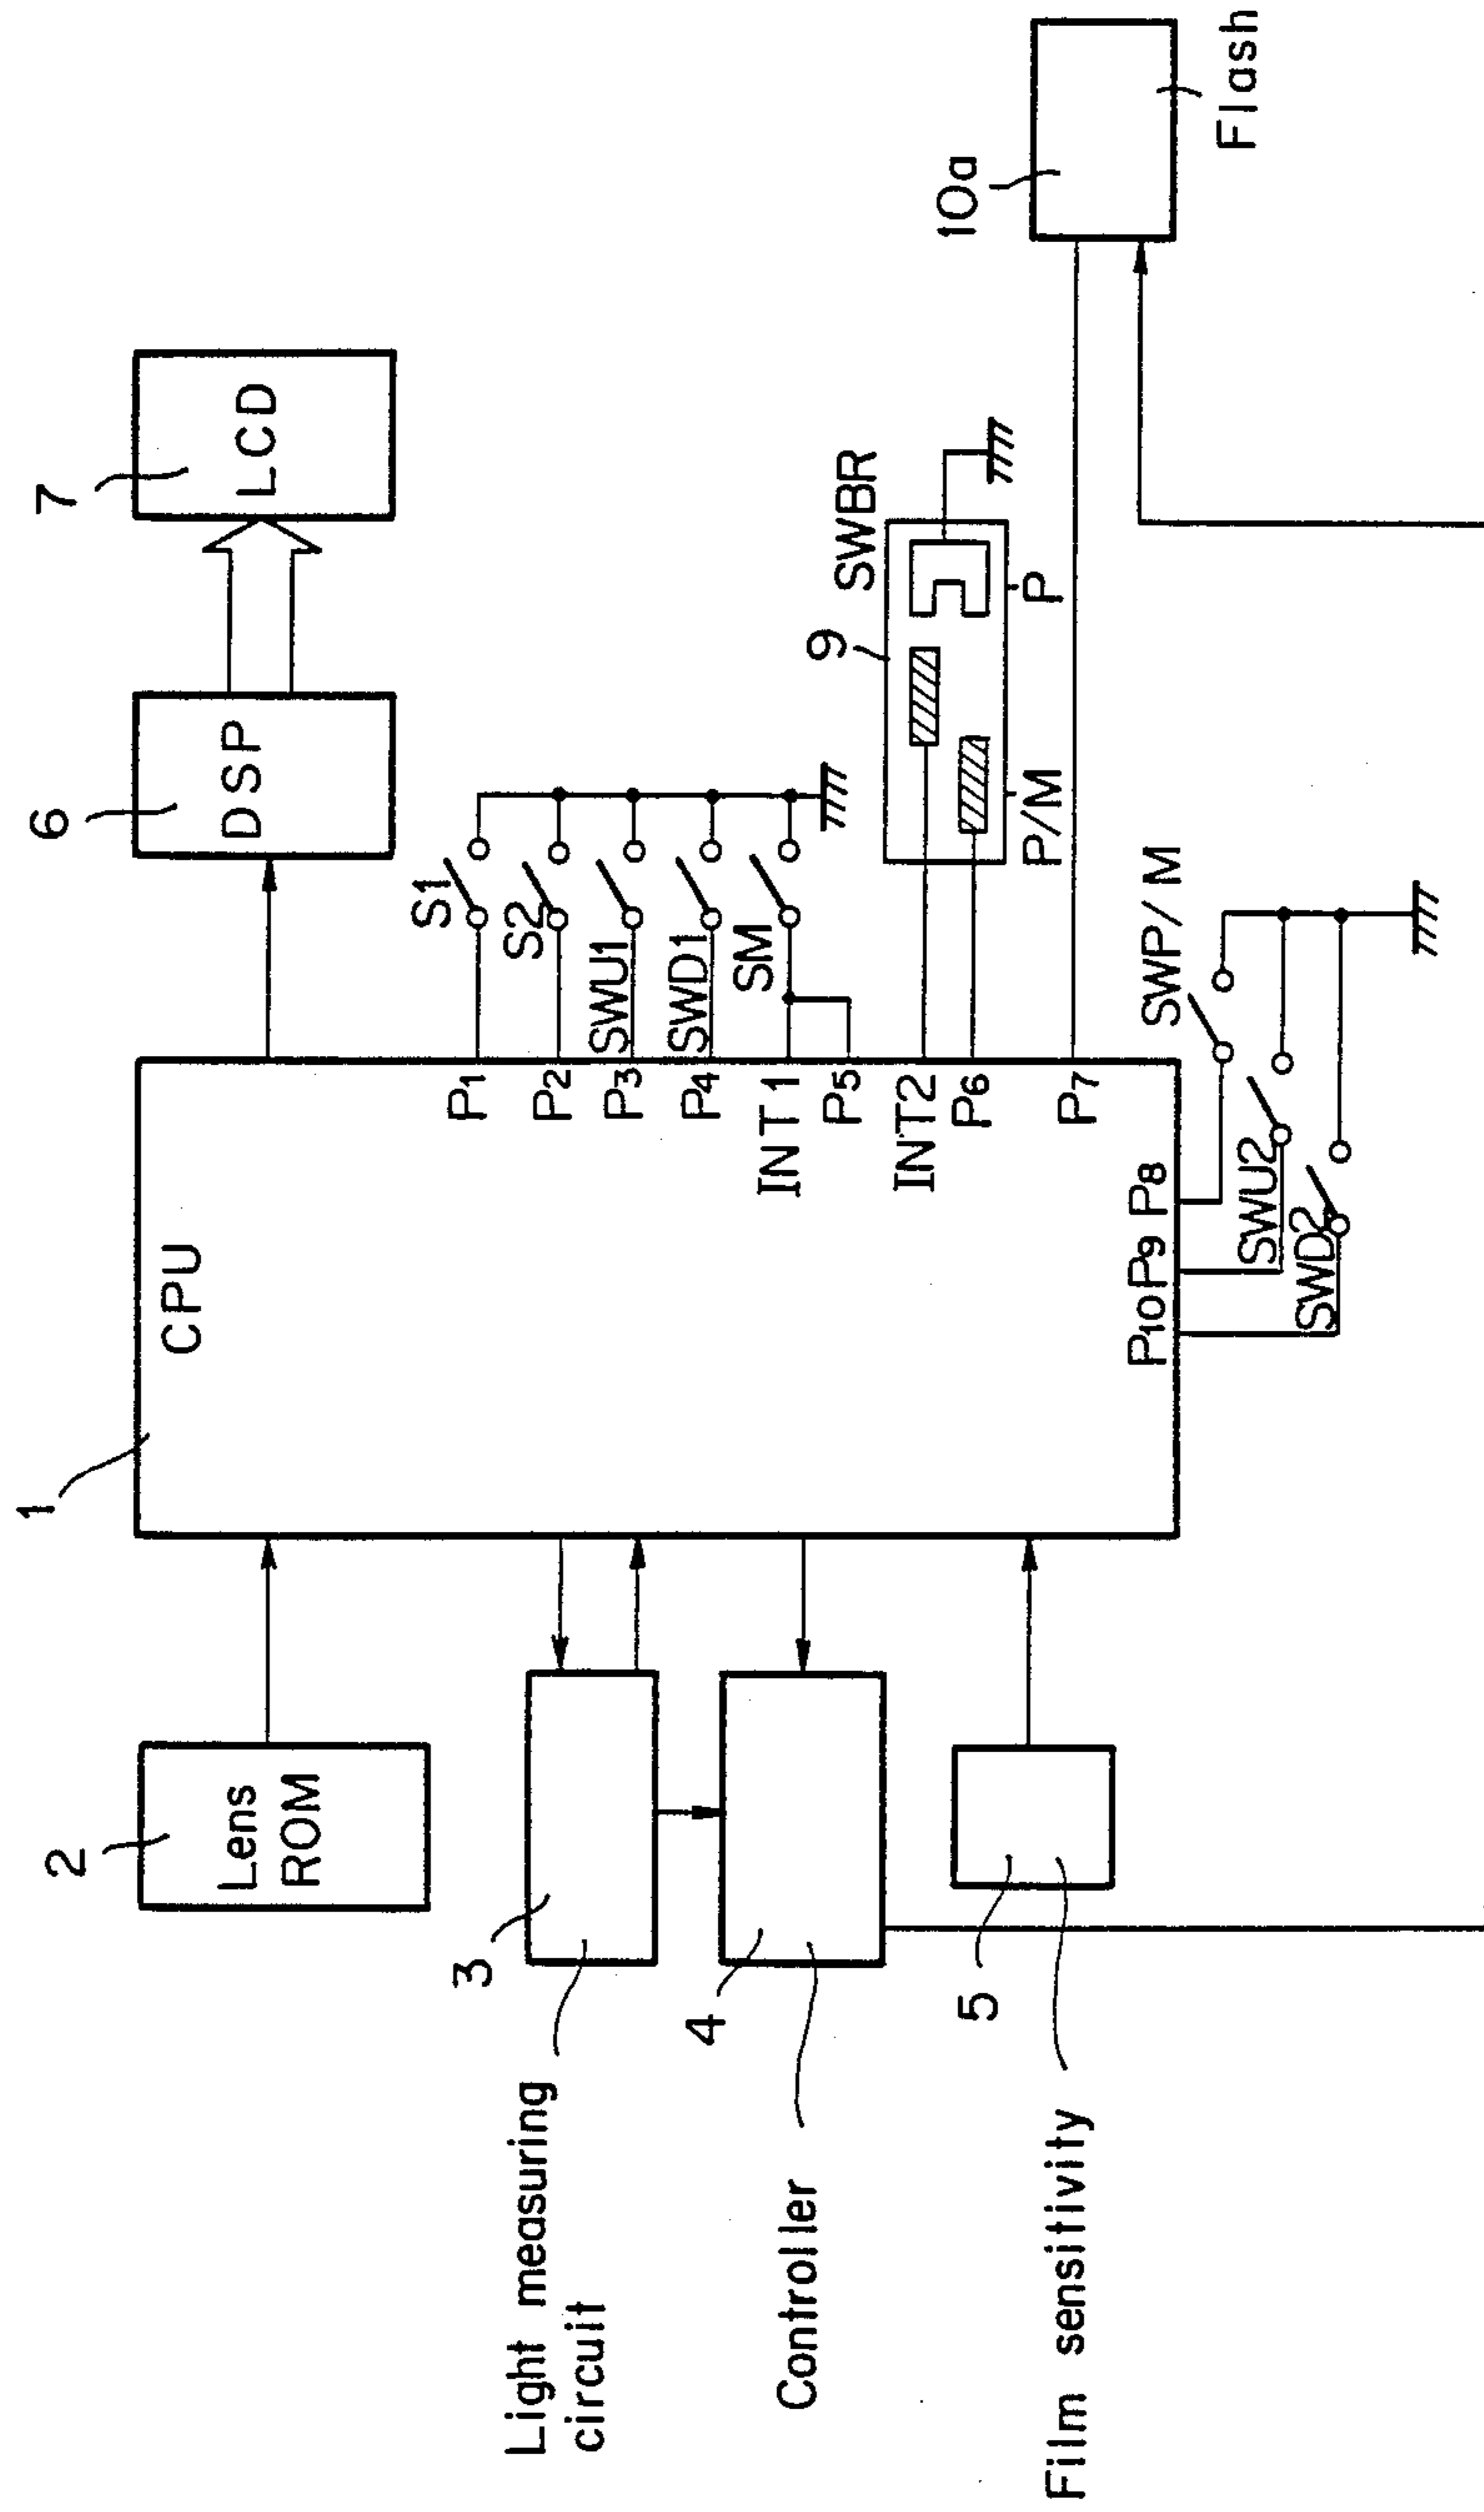 1
CPU
2
Lens
ROM
3
Light measuring
circuit
4
Controller
5
Film sensitivity
6
DSP
7
LCD
S1
S2
SWU1
SWD1
SM
P1
P2
P3
P4
INT1
P5
INT2
P6
P7
P10 P9 P8
9
SWBR
P/M
P
SWP/M
SWU2
SWD2
10a
Flash